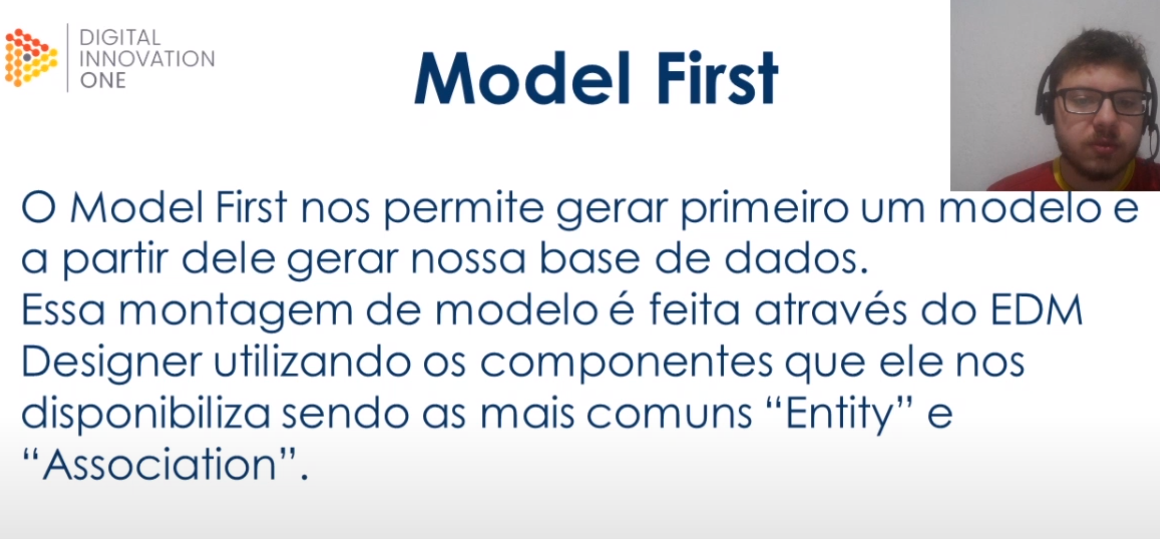 DIGITAL
INNOVATION
ONE
Model First
O Model First nos permite gerar primeiro um modelo e
a partir dele gerar nossa base de dados.
Essa montagem de modelo é feita através do EDM
Designer utilizando os componentes que ele nos
disponibiliza sendo as mais comuns “Entity” e
“Association”.